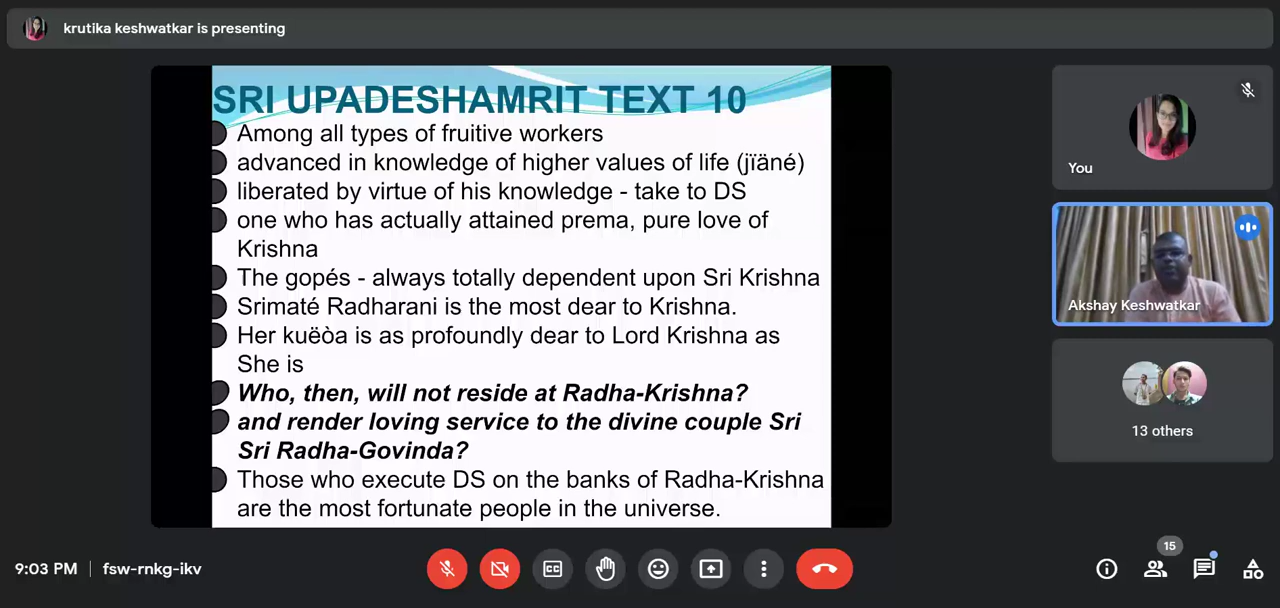 krutika keshwatkar is presenting
SRI UPADESHAMRIT TEXT 10
Among all types of fruitive workers
advanced in knowledge of higher values of life (jïäné)
liberated by virtue of his knowledge - take to DS
one who has actually attained prema, pure love of
Krishna
The gopés - always totally dependent upon Sri Krishna
Srimaté Radharani is the most dear to Krishna.
Her kuëòa is as profoundly dear to Lord Krishna as
She is
Who, then, will not reside at Radha-Krishna?
and render loving service to the divine couple Sri
Sri Radha-Govinda?
Those who execute DS on the banks of Radha-Krishna
are the most fortunate people in the universe.
You
Akshay Keshwatkar
13 others
9:03 PM | fsw-rnkg-ikv
CC
15